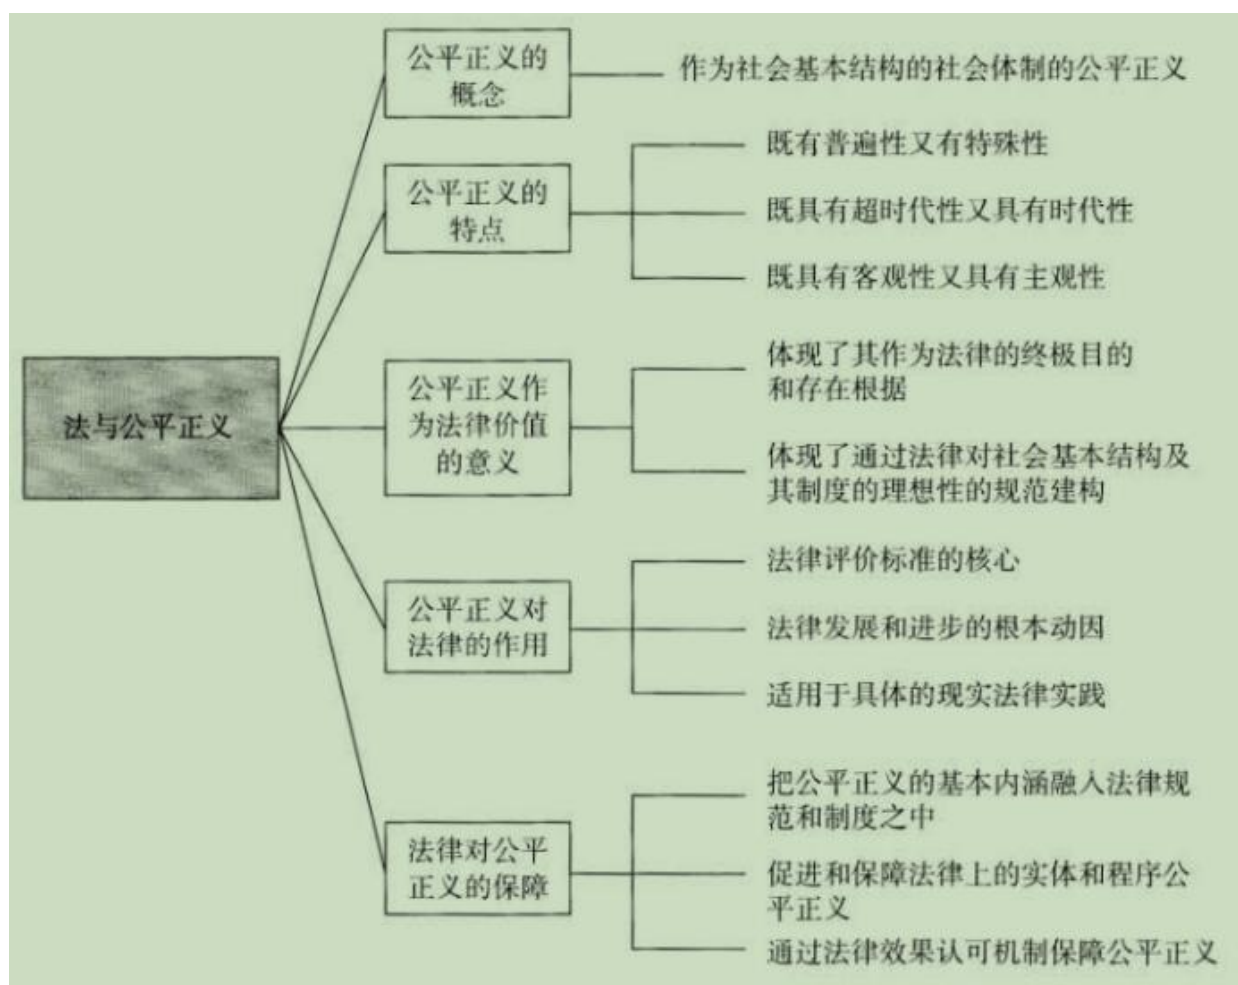 公平正义的
概念
作为社会基本结构的社会体制的公平正义
公平正义的
特点
既有普遍性又有特殊性
既具有超时代性又具有时代性
既具有客观性又具有主观性
法与公平正义
公平正义作
为法律价值
的意义
体现了其作为法律的终极目的
和存在根据
体现了通过法律对社会基本结构及
其制度的理想性的规范建构
公平正义对
法律的作用
法律评价标准的核心
法律发展和进步的根本动因
适用于具体的现实法律实践
法律对公平
正义的保障
把公平正义的基本内涵融入法律规
范和制度之中
促进和保障法律上的实体和程序公
平正义
通过法律效果认可机制保障公平正义